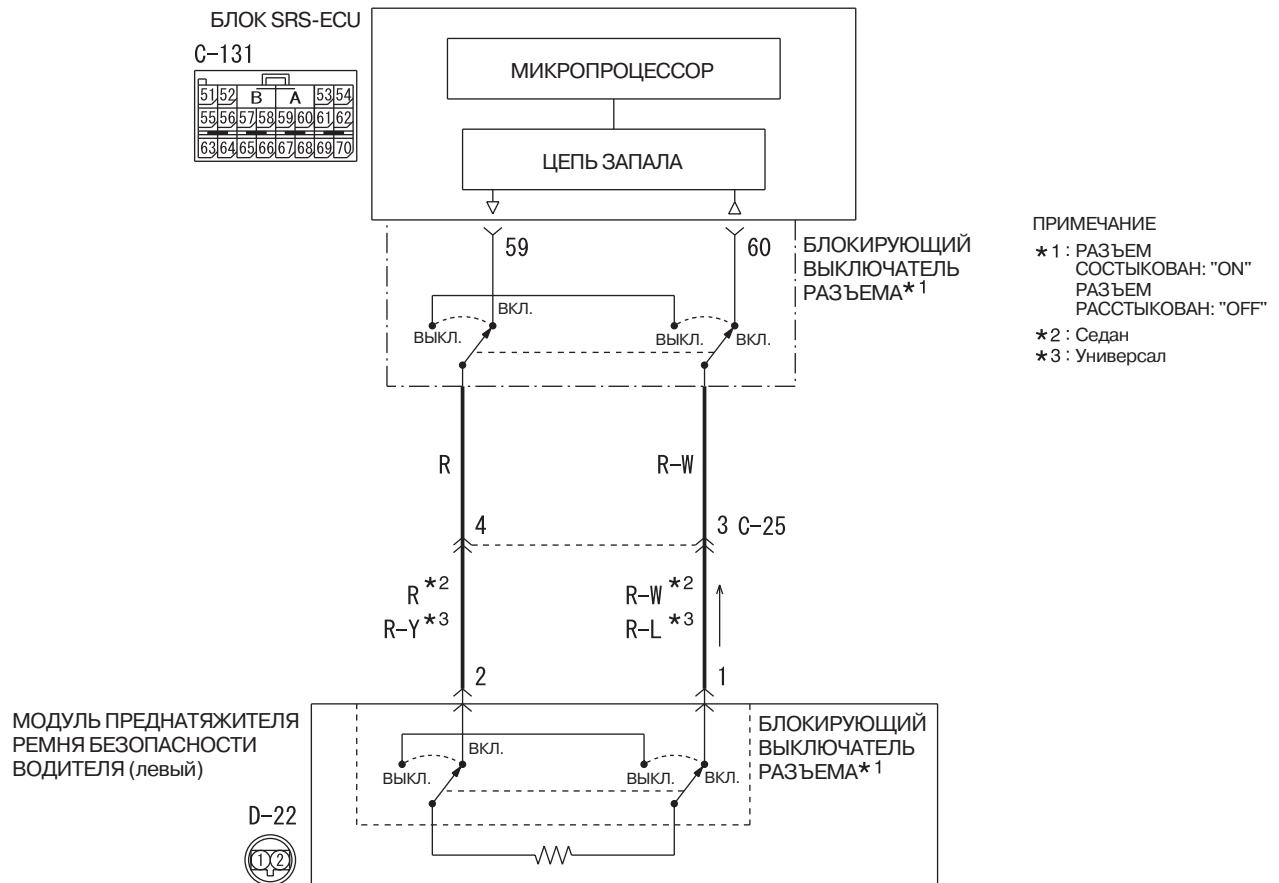 БЛОК SRS-ECU
C-131
51 52 B A 53 54
55 56 57 58 59 60 61 62
63 64 65 66 67 68 69 70
МИКРОПРОЦЕССОР
ЦЕПЬ ЗАПАЛА
59
60
БЛОКИРУЮЩИЙ
ВЫКЛЮЧАТЕЛЬ
РАЗЪЕМА*1
ВКЛ.
ВЫКЛ.
ВЫКЛ.
ВКЛ.
ПРИМЕЧАНИЕ
*1: РАЗЪЕМ
СОСТЫКОВАН: "ON"
РАЗЪЕМ
РАССТЫКОВАН: "OFF"
*2: Седан
*3: Универсал
R
R-W
4
3 C-25
R *2
R-W *2
R-Y *3
R-L *3
2
1
МОДУЛЬ ПРЕДНАТЯЖИТЕЛЯ
РЕМНЯ БЕЗОПАСНОСТИ
ВОДИТЕЛЯ (левый)
БЛОКИРУЮЩИЙ
ВЫКЛЮЧАТЕЛЬ
РАЗЪЕМА*1
ВКЛ.
ВЫКЛ.
ВЫКЛ.
ВКЛ.
D-22
1 2